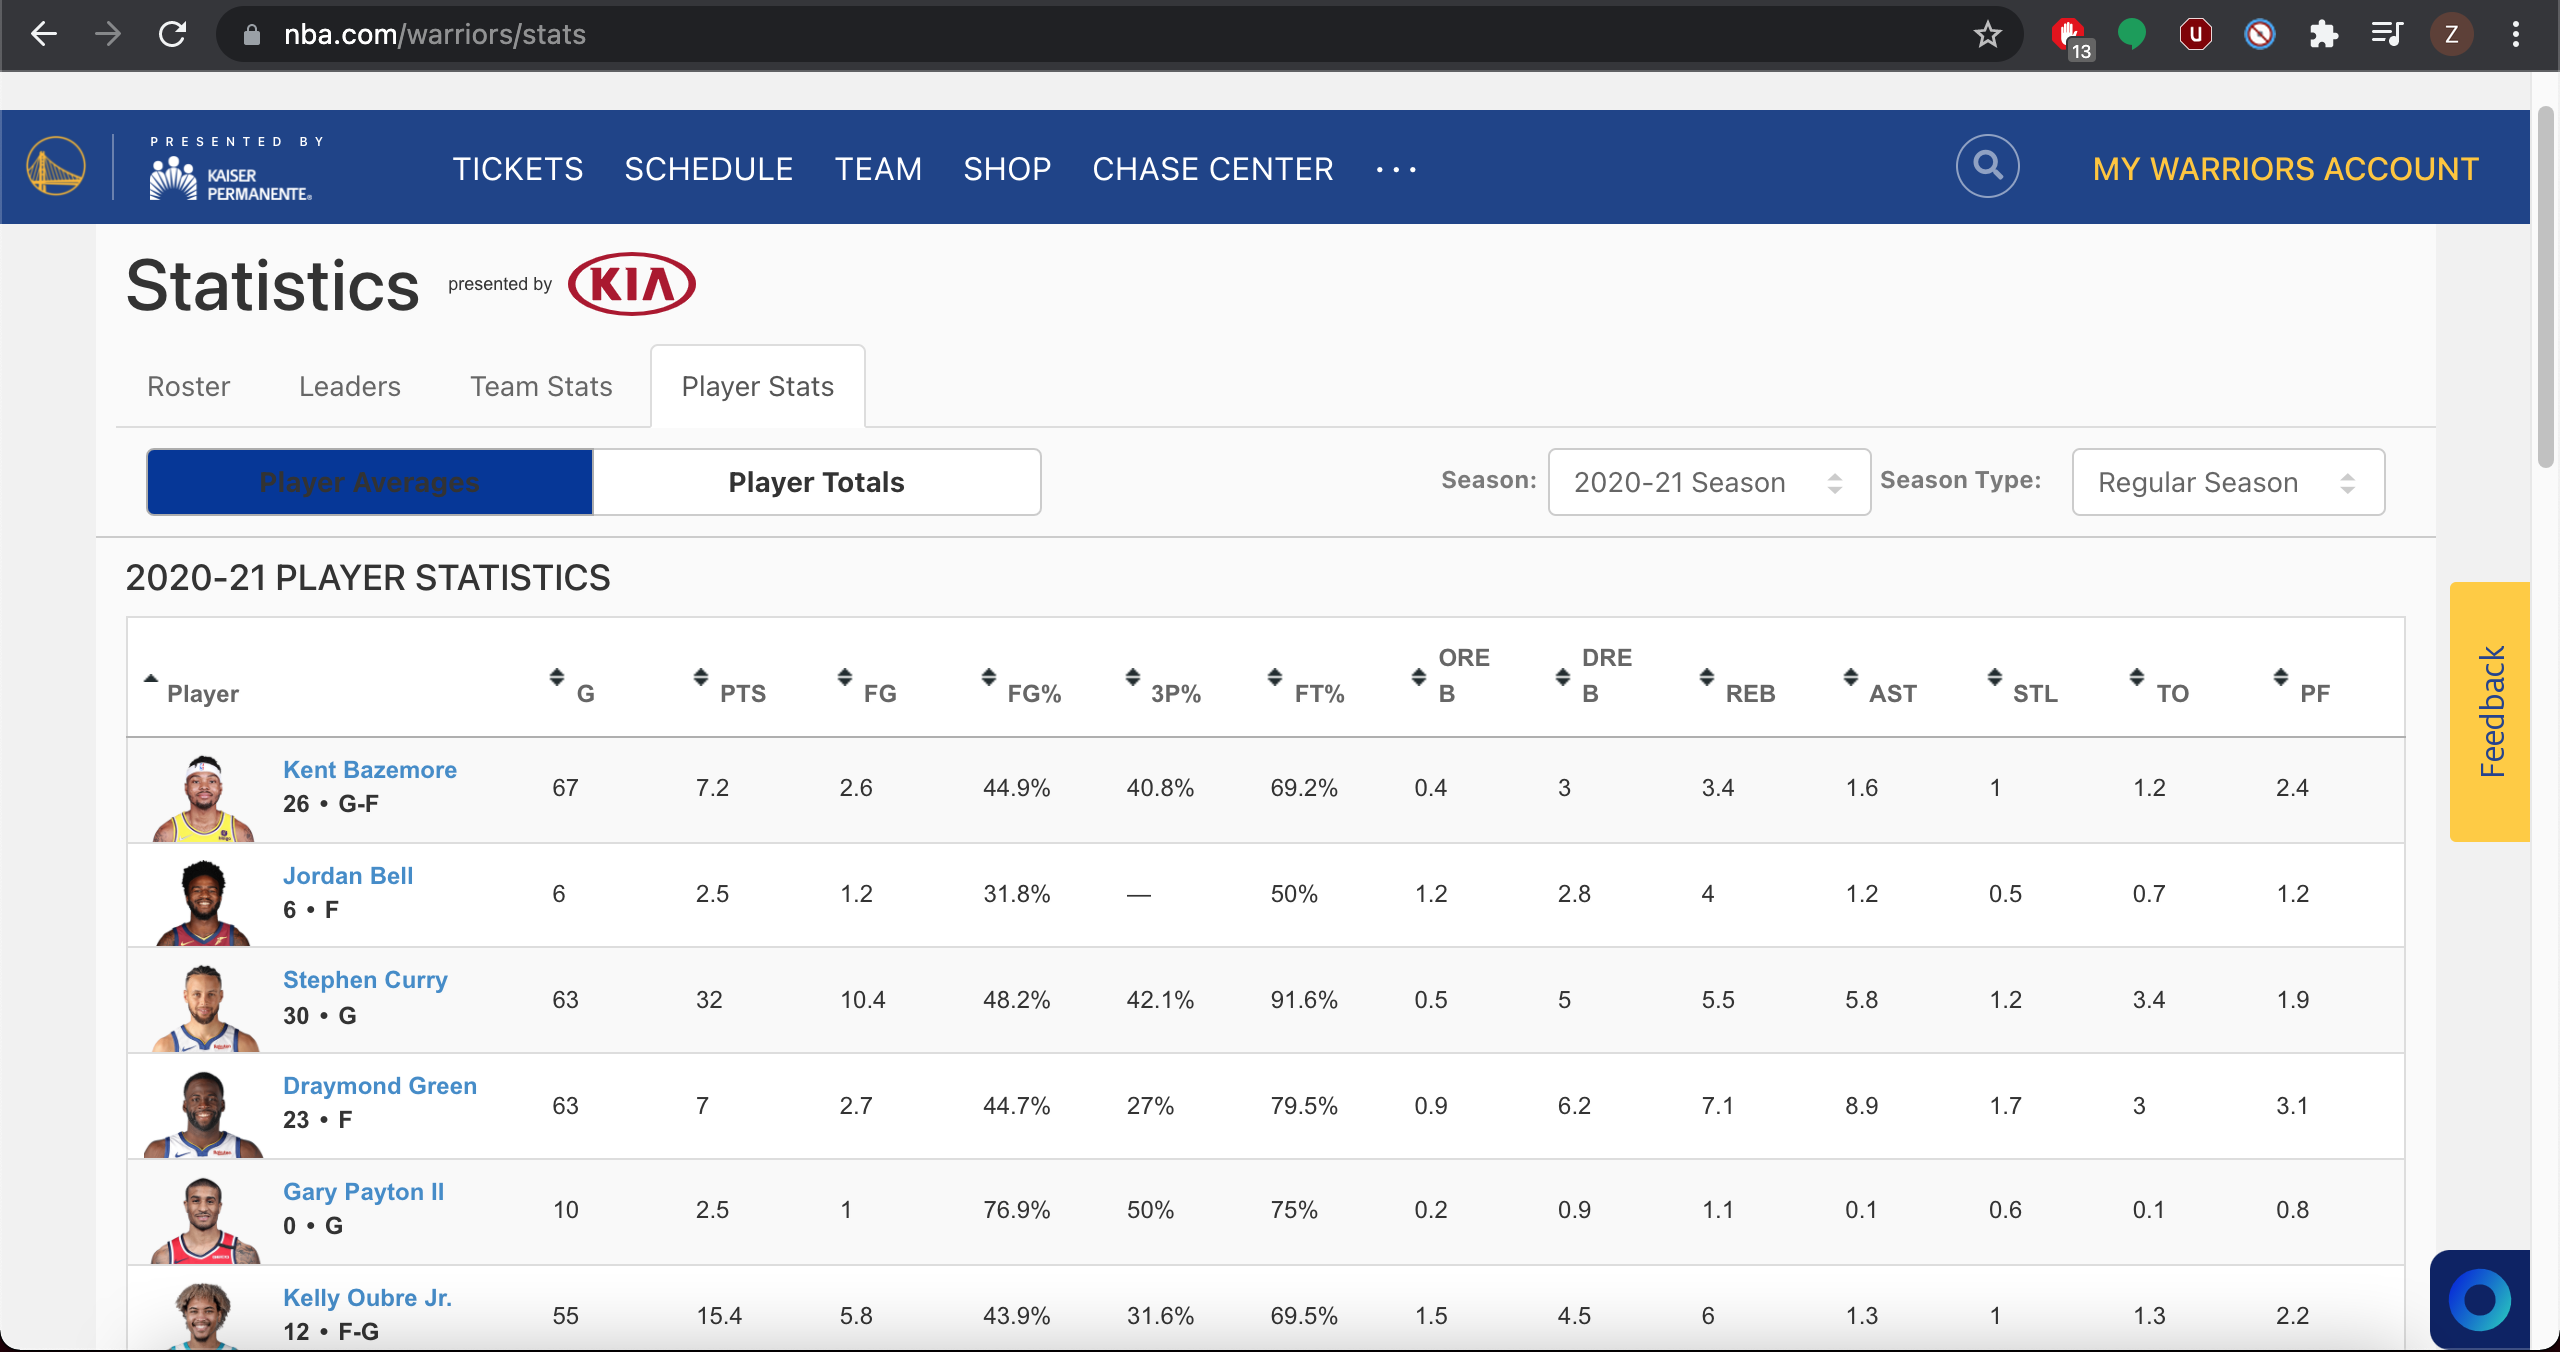 nba.com/warriors/stats
13
U
Z
PRESENTED BY
KAISER
PERMANENTE®
TICKETS SCHEDULE TEAM SHOP CHASE CENTER ...
MY WARRIORS ACCOUNT
Statistics presented by KIA
Roster Leaders Team Stats Player Stats
Player Averages Player Totals Season: 2020-21 Season Season Type: Regular Season
2020-21 PLAYER STATISTICS
Player G PTS FG FG% 3P% FT% OREB DREB REB AST STL TO PF
Kent Bazemore
26 • G-F
67 7.2 2.6 44.9% 40.8% 69.2% 0.4 3 3.4 1.6 1 1.2 2.4
Jordan Bell
6 • F
6 2.5 1.2 31.8% — 50% 1.2 2.8 4 1.2 0.5 0.7 1.2
Stephen Curry
30 • G
63 32 10.4 48.2% 42.1% 91.6% 0.5 5 5.5 5.8 1.2 3.4 1.9
Draymond Green
23 • F
63 7 2.7 44.7% 27% 79.5% 0.9 6.2 7.1 8.9 1.7 3 3.1
Gary Payton II
0 • G
10 2.5 1 76.9% 50% 75% 0.2 0.9 1.1 0.1 0.6 0.1 0.8
Kelly Oubre Jr.
12 • F-G
55 15.4 5.8 43.9% 31.6% 69.5% 1.5 4.5 6 1.3 1 1.3 2.2
Feedback